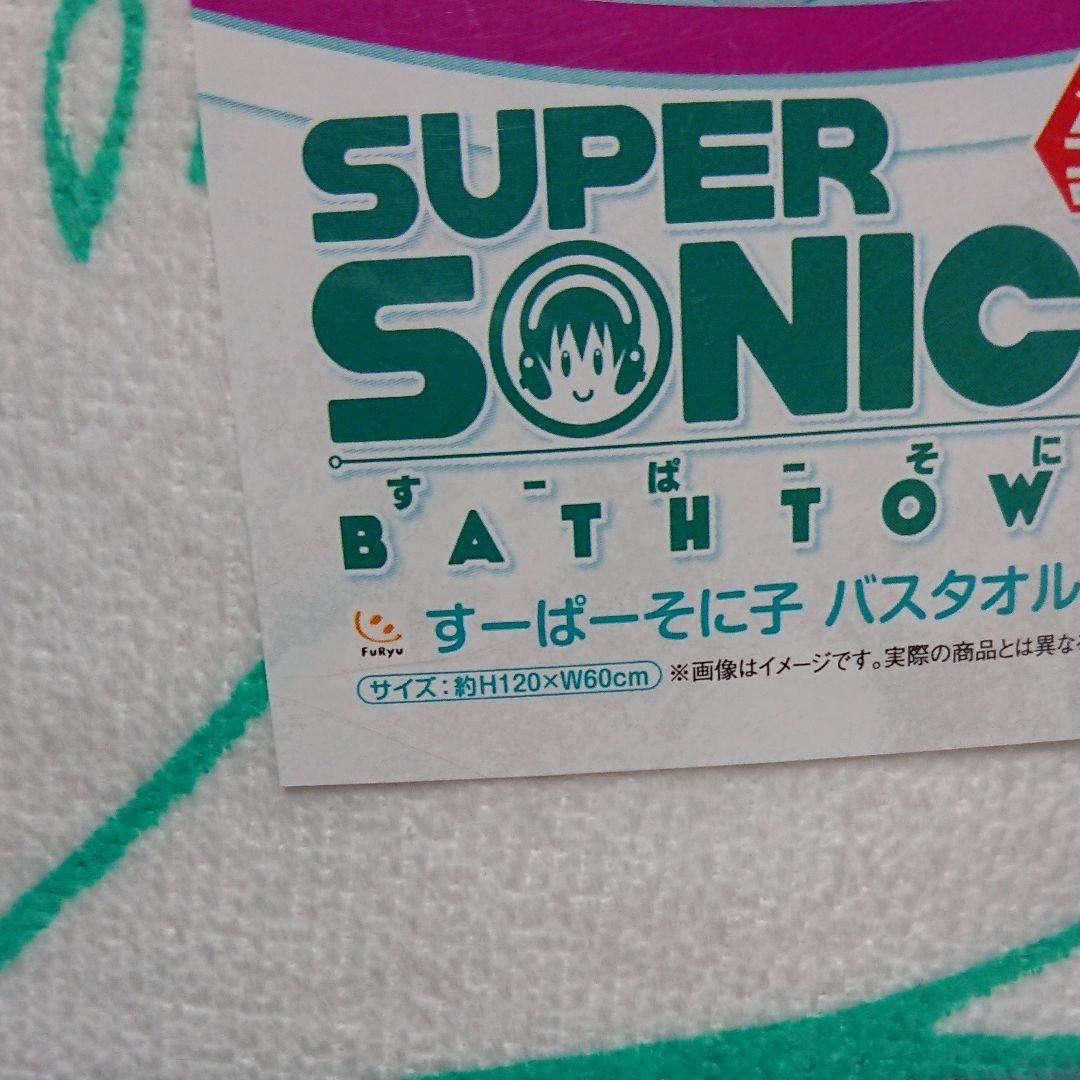 SUPER
SONIC
すーぱーそに
BATHTOW
FuRyu すーぱーそに子 バスタオル
サイズ:約H120×W60cm ※画像はイメージです。実際の商品とは異な